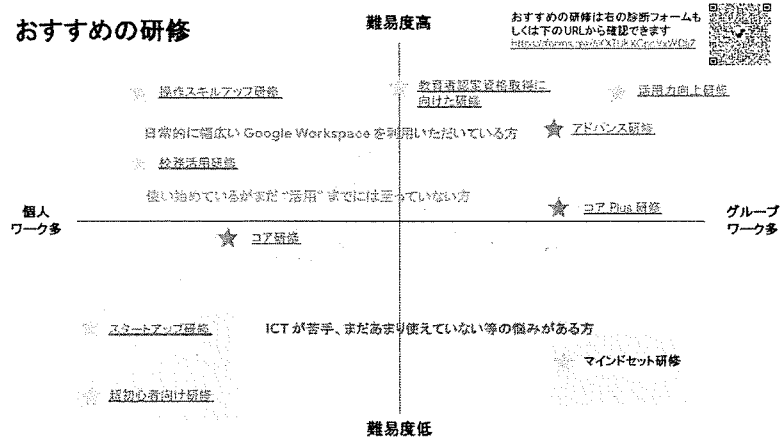 おすすめの研修
難易度高
おすすめの研修は右の診断フォームも
しくは下のURLから確認できます
操作スキルアップ研修
教育者認定資格取得に
向けた研修
活用力向上研修
日常的に幅広い Google Workspace を利用いただいている方
アドバンス研修
校務活用研修
使い始めているがまだ “活用” までには至っていない方
個人
ワーク多
コア Plus 研修
グループ
ワーク多
コア研修
スタートアップ研修
ICT が苦手、まだあまり使えていない等の悩みがある方
マインドセット研修
超初心者向け研修
難易度低